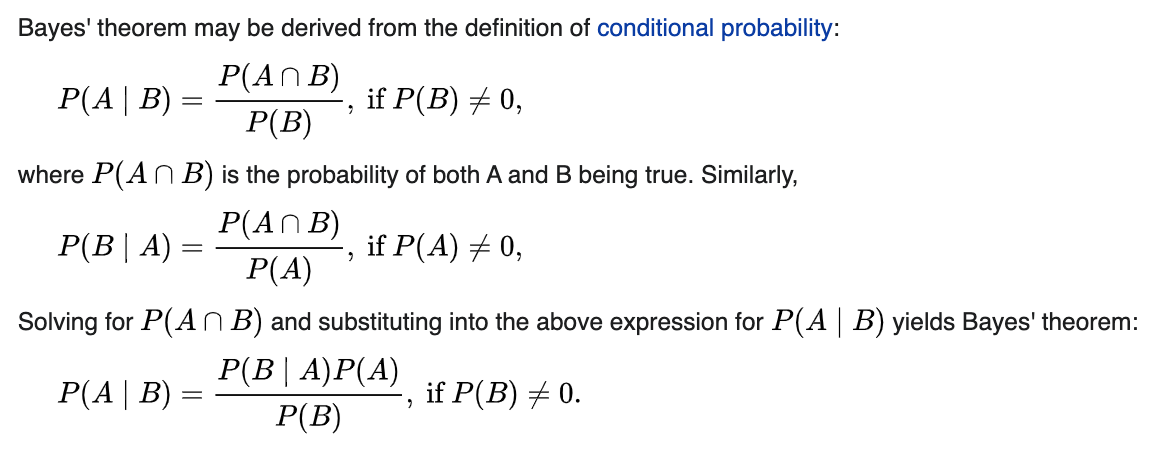 Bayes' theorem may be derived from the definition of conditional probability:
P(A | B) = P(A ∩ B) / P(B), if P(B) ≠ 0,
where P(A ∩ B) is the probability of both A and B being true. Similarly,
P(B | A) = P(A ∩ B) / P(A), if P(A) ≠ 0,
Solving for P(A ∩ B) and substituting into the above expression for P(A | B) yields Bayes' theorem:
P(A | B) = P(B | A)P(A) / P(B), if P(B) ≠ 0.